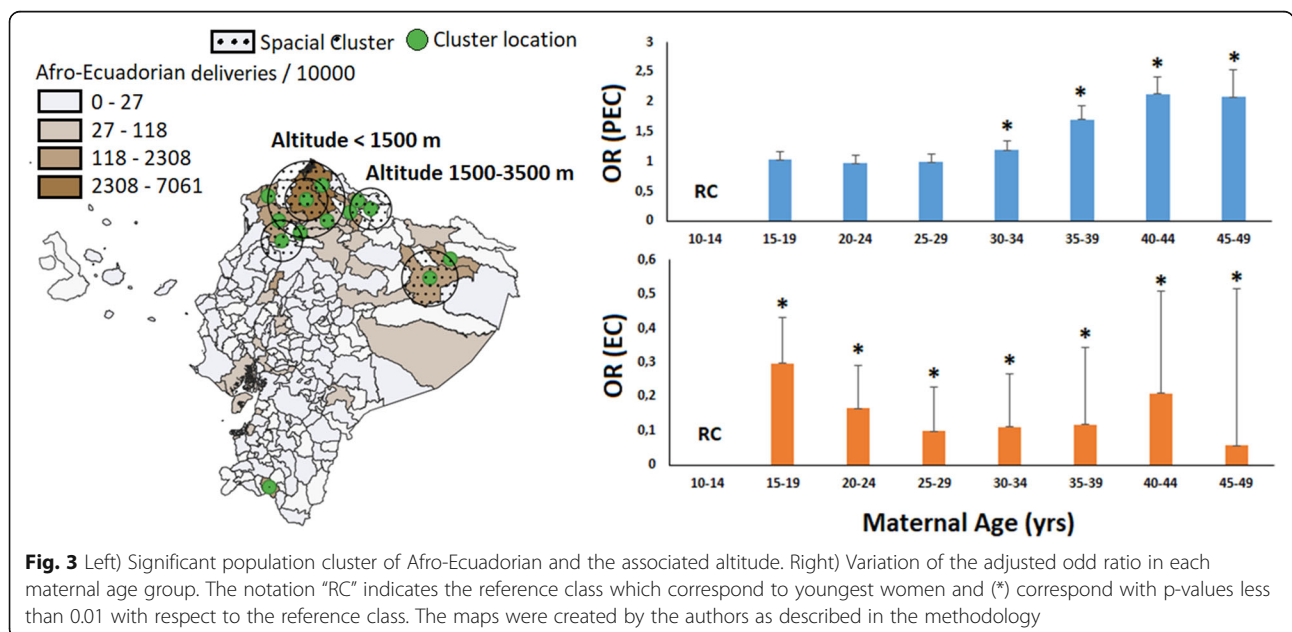 Spacial Cluster
Cluster location
Afro-Ecuadorian deliveries / 10000
0 - 27
27 - 118
118 - 2308
2308 - 7061
Altitude < 1500 m
Altitude 1500-3500 m
OR (PEC)
3
2,5
2
1,5
1
0,5
0
RC
* * * *
10-14 15-19 20-24 25-29 30-34 35-39 40-44 45-49
OR (EC)
0,6
0,5
0,4
0,3
0,2
0,1
0
RC
* * * * * * *
10-14 15-19 20-24 25-29 30-34 35-39 40-44 45-49
Maternal Age (yrs)
Fig. 3 Left) Significant population cluster of Afro-Ecuadorian and the associated altitude. Right) Variation of the adjusted odd ratio in each
maternal age group. The notation “RC” indicates the reference class which correspond to youngest women and (*) correspond with p-values less
than 0.01 with respect to the reference class. The maps were created by the authors as described in the methodology